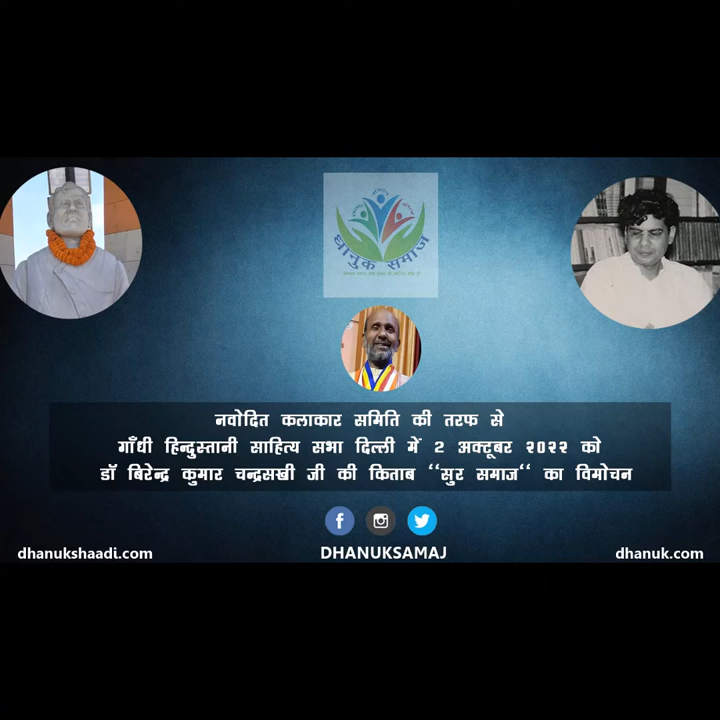 धानुक समाज
नवोदित कलाकार समिति की तरफ से
गाँधी हिन्दुस्तानी साहित्य सभा दिल्ली में 2 अक्टूबर २०२२ को
डॉ बिरेन्द्र कुमार चन्द्रसखी जी की किताब “सुर समाज“ का विमोचन
dhanukshaadi.com
DHANUKSAMAJ
dhanuk.com